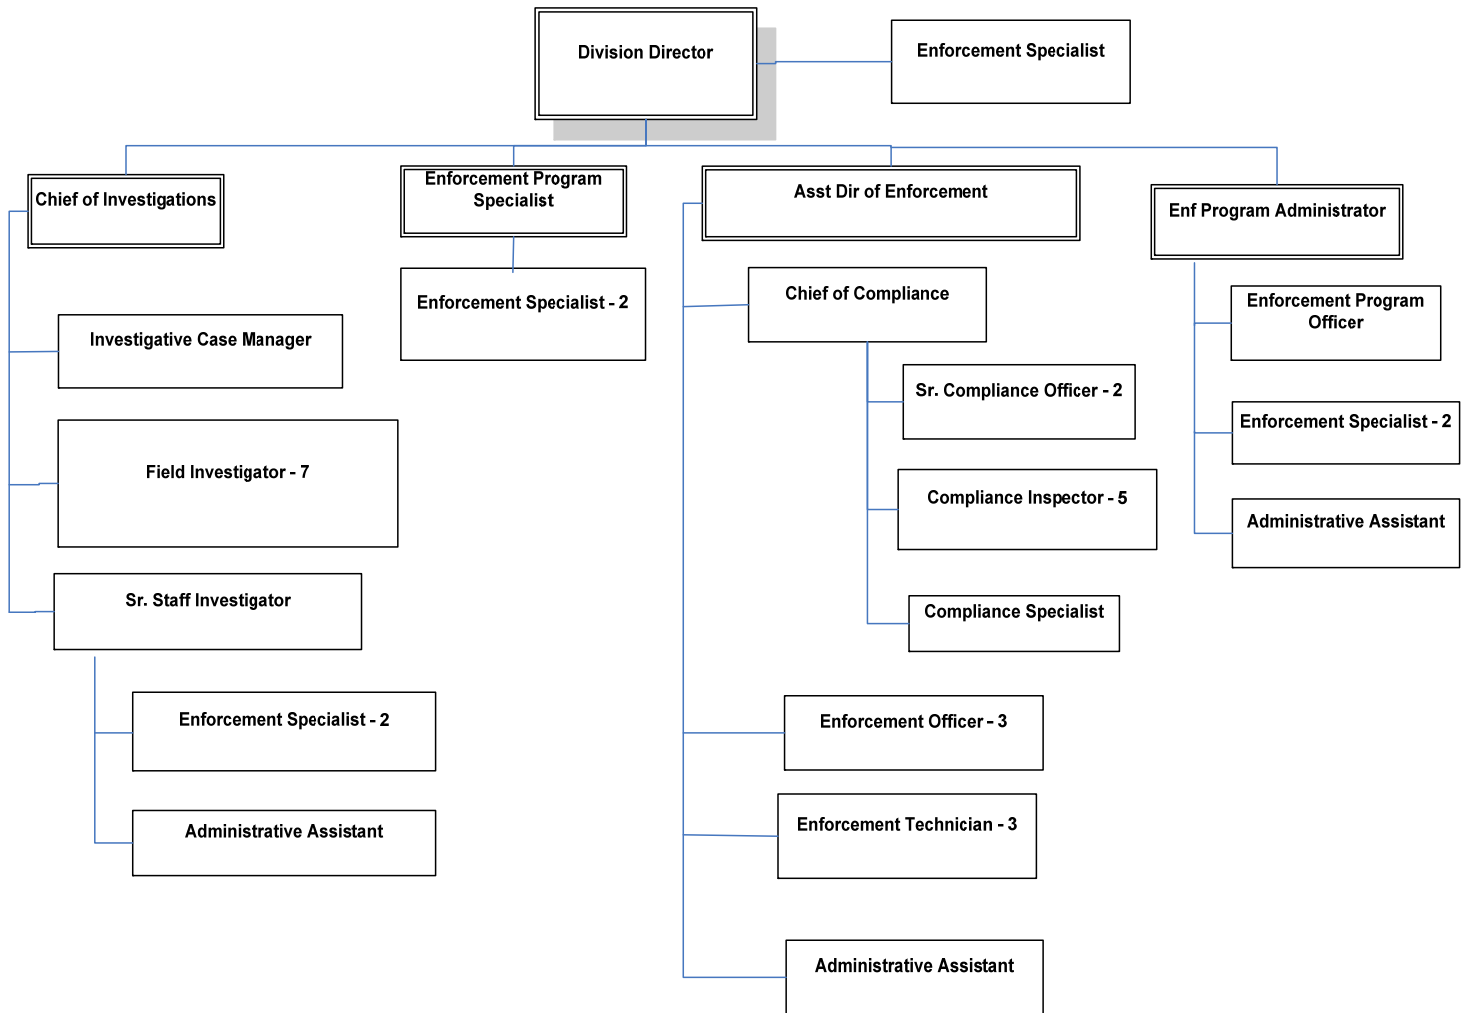 Division Director
Enforcement Specialist
Chief of Investigations
Enforcement Program
Specialist
Asst Dir of Enforcement
Enf Program Administrator
Investigative Case Manager
Field Investigator - 7
Sr. Staff Investigator
Enforcement Specialist - 2
Administrative Assistant
Enforcement Specialist - 2
Chief of Compliance
Sr. Compliance Officer - 2
Compliance Inspector - 5
Compliance Specialist
Enforcement Officer - 3
Enforcement Technician - 3
Administrative Assistant
Enforcement Program
Officer
Enforcement Specialist - 2
Administrative Assistant